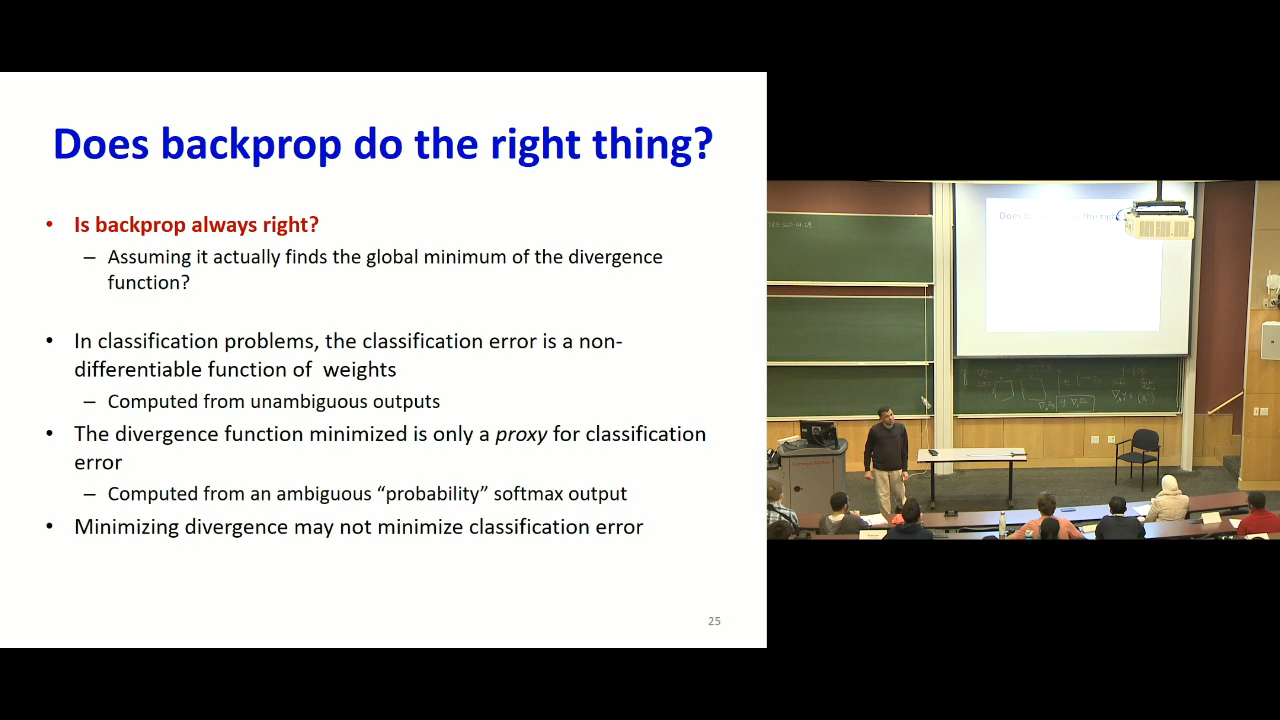 Does backprop do the right thing?
• Is backprop always right?
– Assuming it actually finds the global minimum of the divergence
function?
• In classification problems, the classification error is a non-
differentiable function of weights
– Computed from unambiguous outputs
• The divergence function minimized is only a proxy for classification
error
– Computed from an ambiguous “probability” softmax output
• Minimizing divergence may not minimize classification error
25